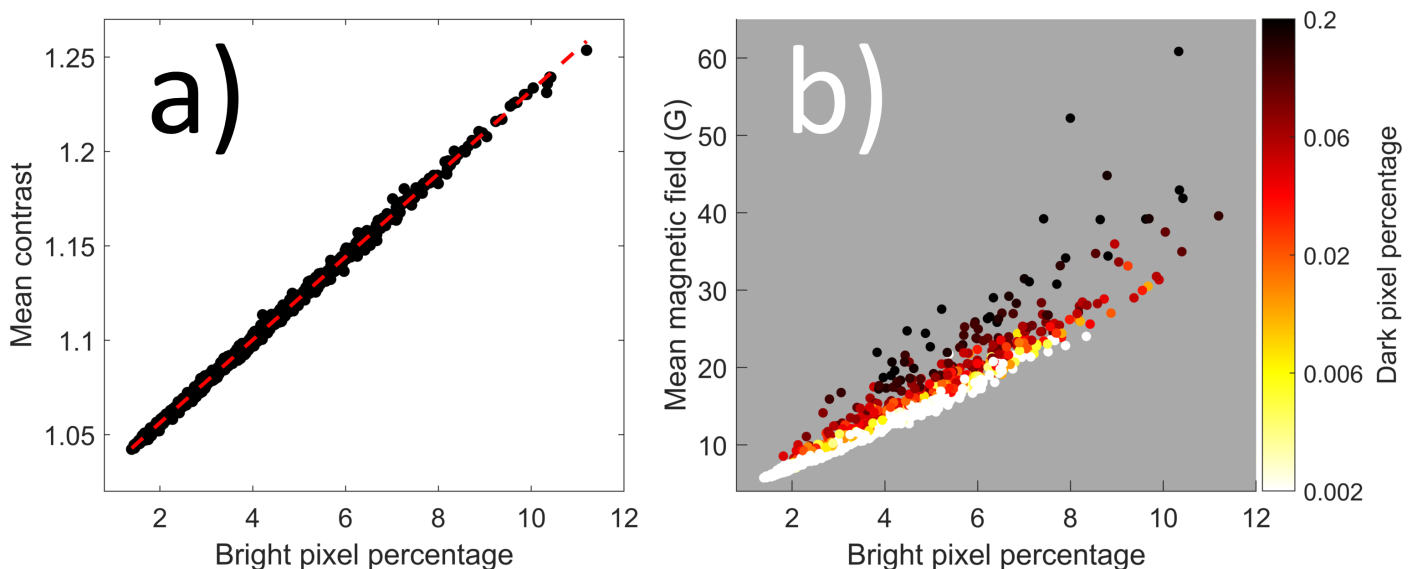 a)
1.25
1.2
1.15
1.10
1.05
Mean contrast
2 4 6 8 10 12
Bright pixel percentage
b)
60
50
40
30
20
10
Mean magnetic field (G)
2 4 6 8 10 12
Bright pixel percentage
0.2
0.06
0.02
0.006
0.002
Dark pixel percentage